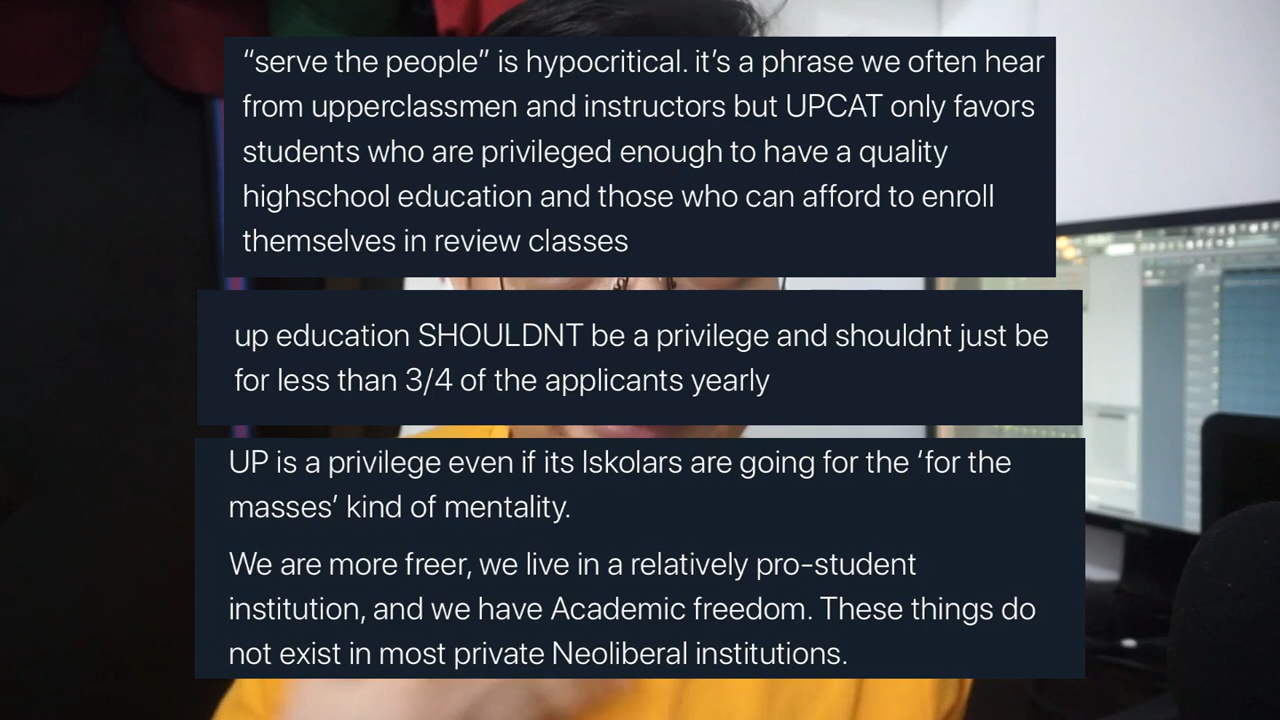 “serve the people” is hypocritical. it’s a phrase we often hear
from upperclassmen and instructors but UPCAT only favors
students who are privileged enough to have a quality
highschool education and those who can afford to enroll
themselves in review classes
up education SHOULDNT be a privilege and shouldnt just be
for less than 3/4 of the applicants yearly
UP is a privilege even if its Iskolars are going for the ‘for the
masses’ kind of mentality.
We are more freer, we live in a relatively pro-student
institution, and we have Academic freedom. These things do
not exist in most private Neoliberal institutions.